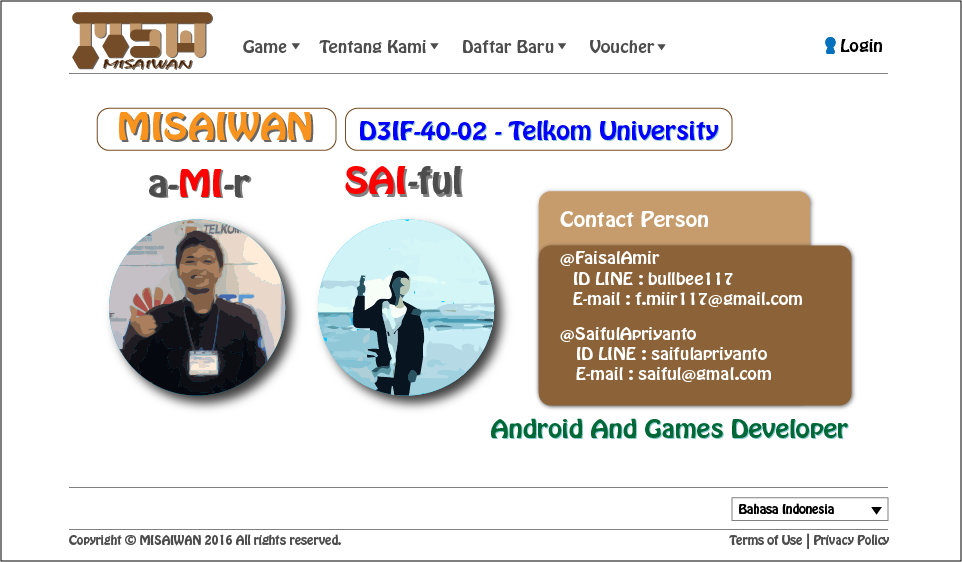 MSW
MISAIWAN
Game
Tentang Kami
Daftar Baru
Voucher
Login
MISAIWAN
D3IF-40-02 - Telkom University
a-MI-r
SAI-ful
TELKOM
Contact Person
@FaisalAmir
ID LINE : bullbee117
E-mail : f.miir117@gmail.com
@SaifulApriyanto
ID LINE : saifulapriyanto
E-mail : saiful@gmal.com
Android And Games Developer
Bahasa Indonesia
Copyright © MISAIWAN 2016 All rights reserved.
Terms of Use | Privacy Policy